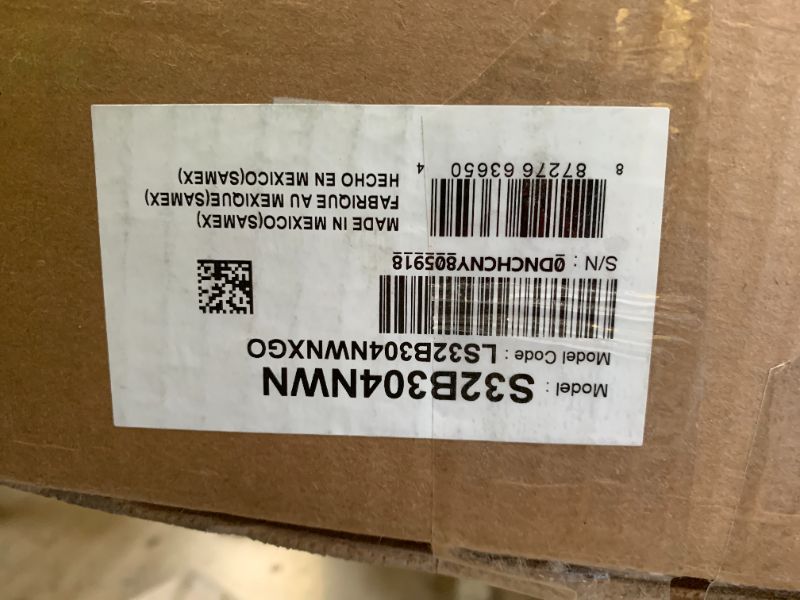 Model : S32B304NWN
Model Code : LS32B304NWNXGO
S/N : 0DNCHCNY805918
MADE IN MEXICO(SAMEX)
FABRIQUE AU MEXIQUE(SAMEX)
HECHO EN MEXICO(SAMEX)
8 87276 63650 4